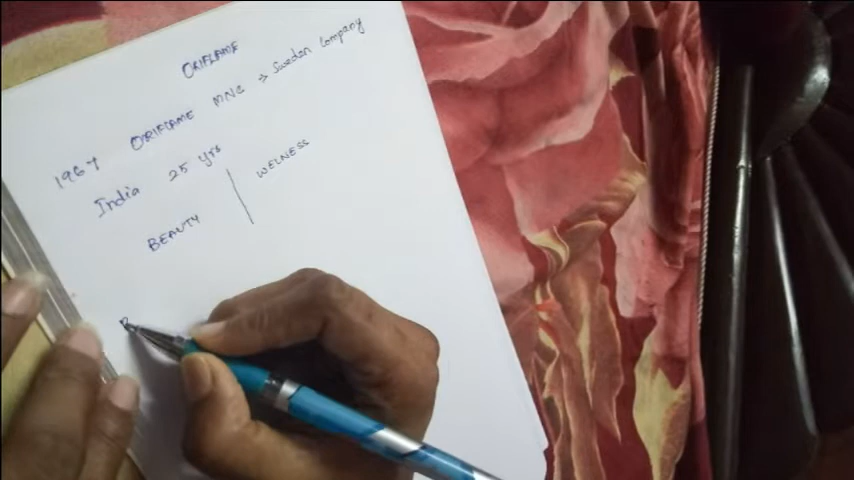 ORIFLAME
1967 ORIFLAME MNC → Sweden Company
India 25 yrs
BEAUTY | WELNESS